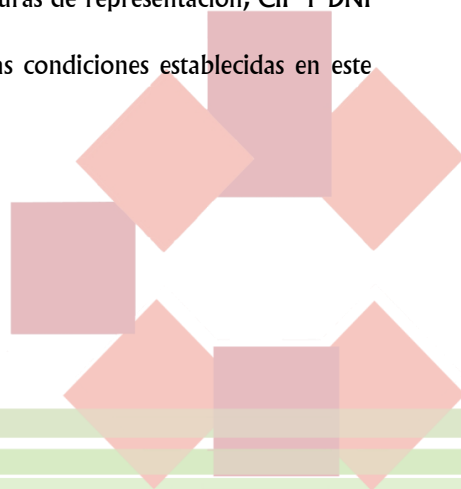 uras de representación, CIF Y DNI
as condiciones establecidas en este